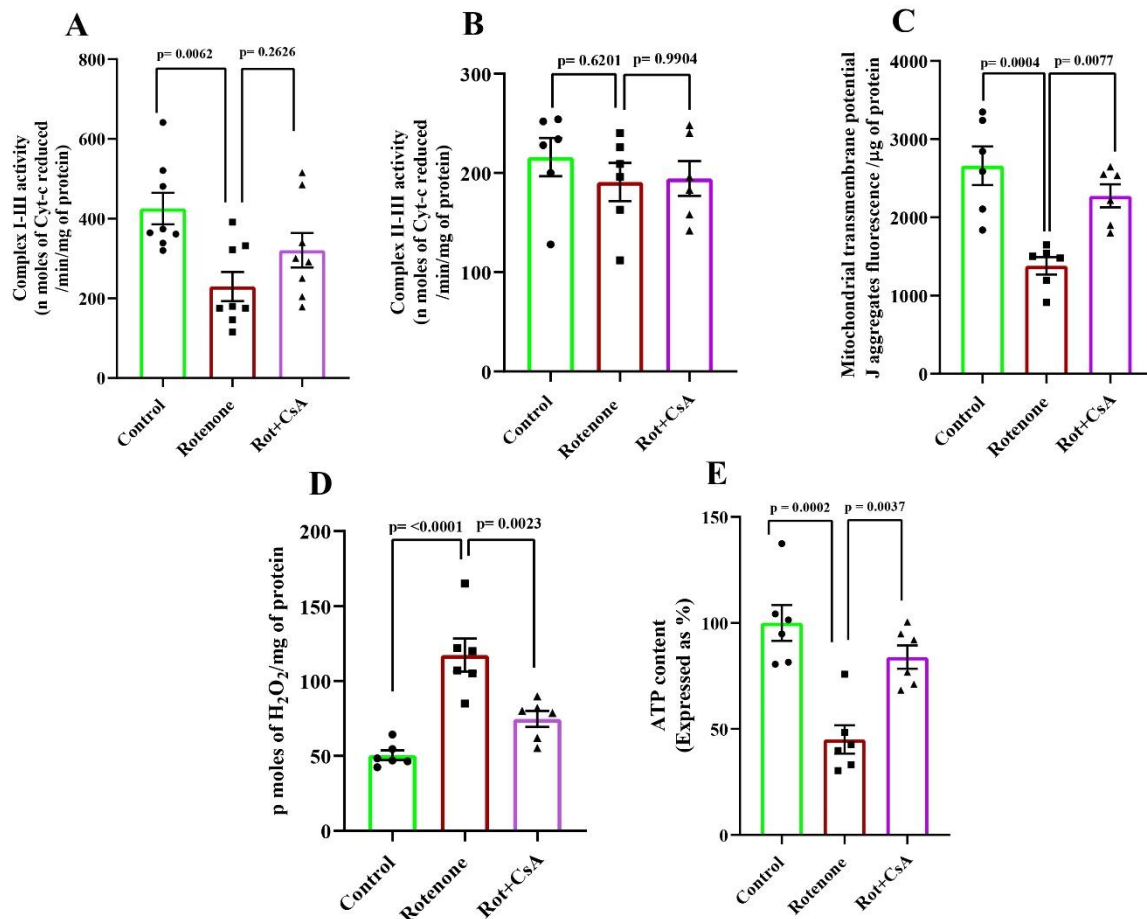 A
p= 0.0062
p= 0.2626
Complex I-III activity
(n moles of Cyt-c reduced
/min/mg of protein)
800
600
400
200
0
Control
Rotenone
Rot+CsA
B
p= 0.6201
p= 0.9904
Complex II-III activity
(n moles of Cyt-c reduced
/min/mg of protein)
300
200
100
0
Control
Rotenone
Rot+CsA
C
p= 0.0004
p= 0.0077
Mitochondrial transmembrane potential
J aggregates fluorescence /μg of protein
4000
3000
2000
1000
0
Control
Rotenone
Rot+CsA
D
p= <0.0001
p= 0.0023
p moles of H₂O₂/mg of protein
200
150
100
50
0
Control
Rotenone
Rot+CsA
E
p = 0.0002
p = 0.0037
ATP content
(Expressed as %)
150
100
50
0
Control
Rotenone
Rot+CsA